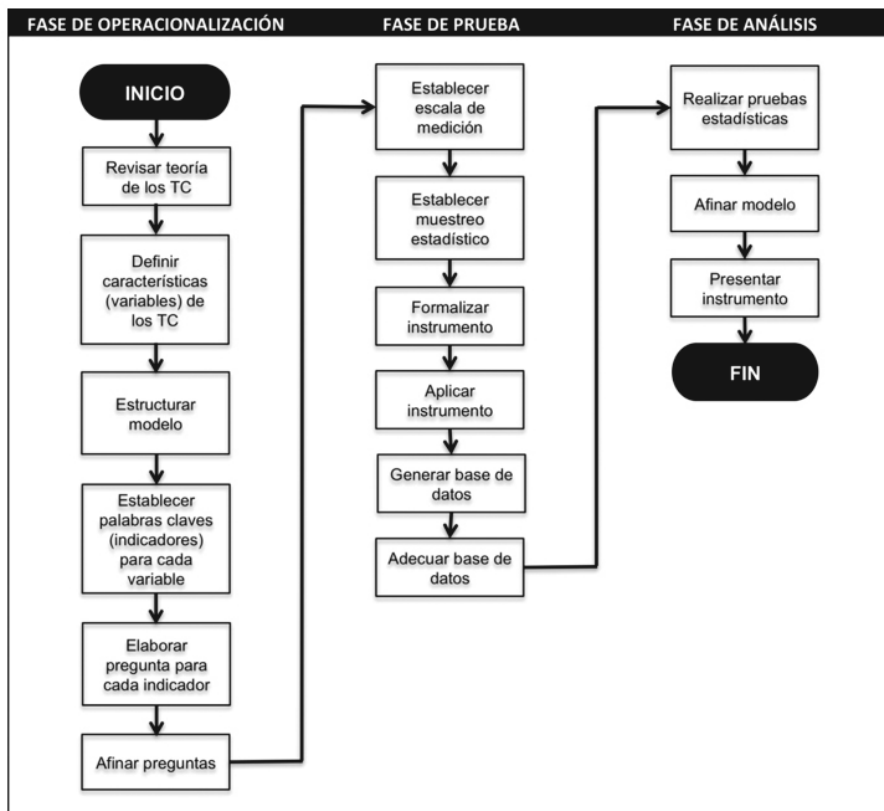 FASE DE OPERACIONALIZACIÓN
INICIO
Revisar teoría
de los TC
Definir
características
(variables) de
los TC
Estructurar
modelo
Establecer
palabras claves
(indicadores)
para cada
variable
Elaborar
pregunta para
cada indicador
Afinar preguntas
FASE DE PRUEBA
Establecer
escala de
medición
Establecer
muestreo
estadístico
Formalizar
instrumento
Aplicar
instrumento
Generar base de
datos
Adecuar base de
datos
FASE DE ANÁLISIS
Realizar pruebas
estadísticas
Afinar modelo
Presentar
instrumento
FIN